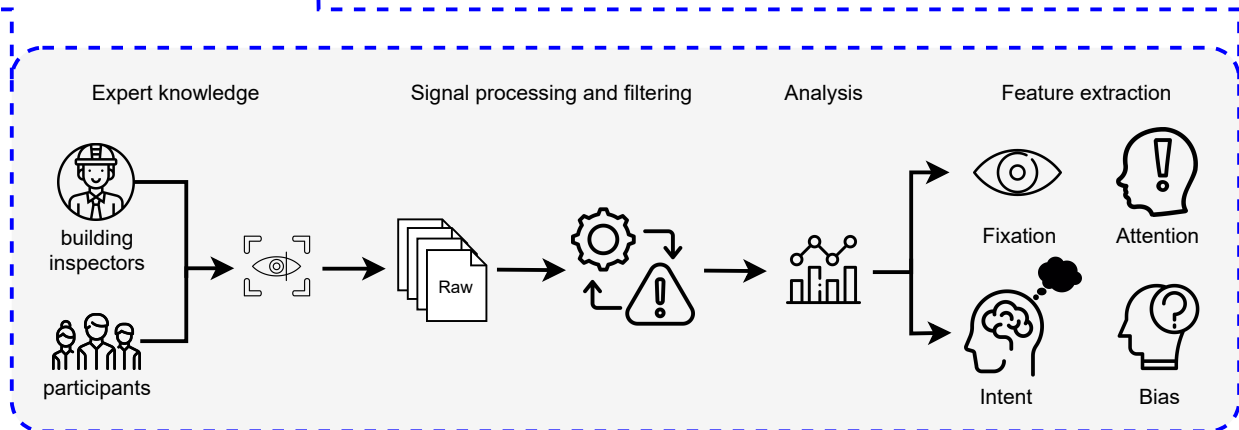 Expert knowledge
Signal processing and filtering
Analysis
Feature extraction
building
inspectors
participants
Raw
Fixation
Attention
Intent
Bias